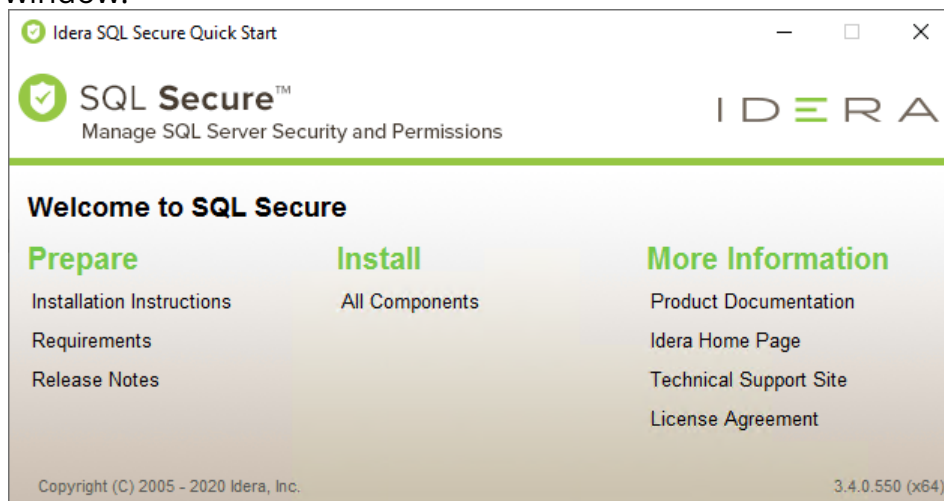 window.
Idera SQL Secure Quick Start
SQL Secure™
Manage SQL Server Security and Permissions
IDERA
Welcome to SQL Secure
Prepare
Installation Instructions
Requirements
Release Notes
Install
All Components
More Information
Product Documentation
Idera Home Page
Technical Support Site
License Agreement
Copyright (C) 2005 - 2020 Idera, Inc.
3.4.0.550 (x64)